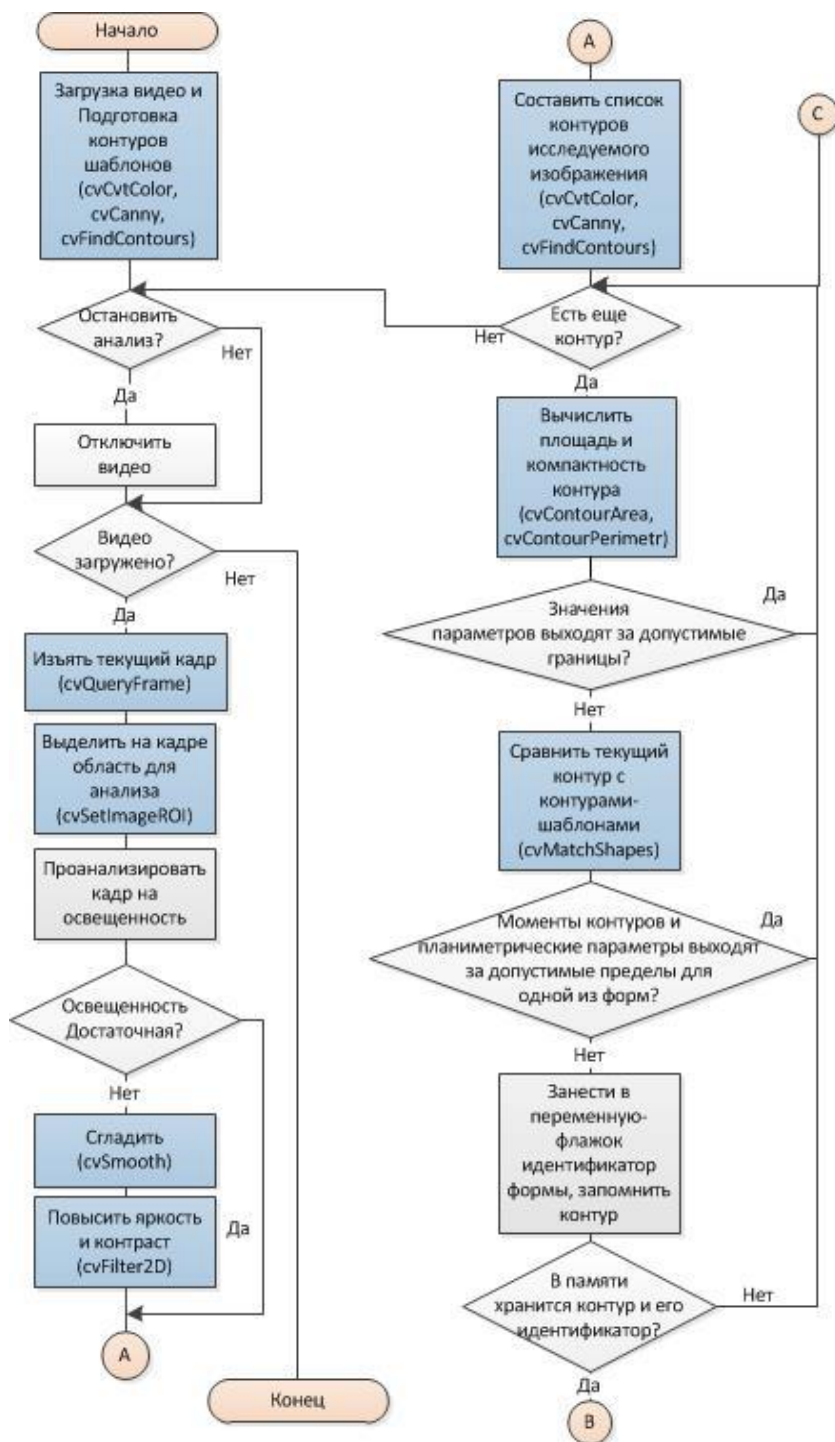 Начало
Загрузка видео и
Подготовка
контуров
шаблонов
(cvCvtColor,
cvCanny,
cvFindContours)
Остановить
анализ?
Нет
Да
Отключить
видео
Видео
загружено?
Нет
Да
Изъять текущий кадр
(cvQueryFrame)
Выделить на кадре
область для
анализа
(cvSetImageROI)
Проанализировать
кадр на
освещенность
Освещенность
Достаточная?
Нет
Сгладить
(cvSmooth)
Повысить яркость
и контраст
(cvFilter2D)
Да
А
Конец
А
Составить список
контуров
исследуемого
изображения
(cvCvtColor,
cvCanny,
cvFindContours)
С
Есть еще
контур?
Нет
Да
Вычислить
площадь и
компактность
контура
(cvContourArea,
cvContourPerimetr)
Значения
параметров выходят за допустимые
границы?
Да
Нет
Сравнить текущий
контур с
контурами-
шаблонами
(cvMatchShapes)
Моменты контуров и
планиметрические параметры выходят
за допустимые пределы для
одной из форм?
Да
Нет
Занести в
переменную-
флажок
идентификатор
формы, запомнить
контур
В памяти
хранится контур и его
идентификатор?
Нет
Да
В